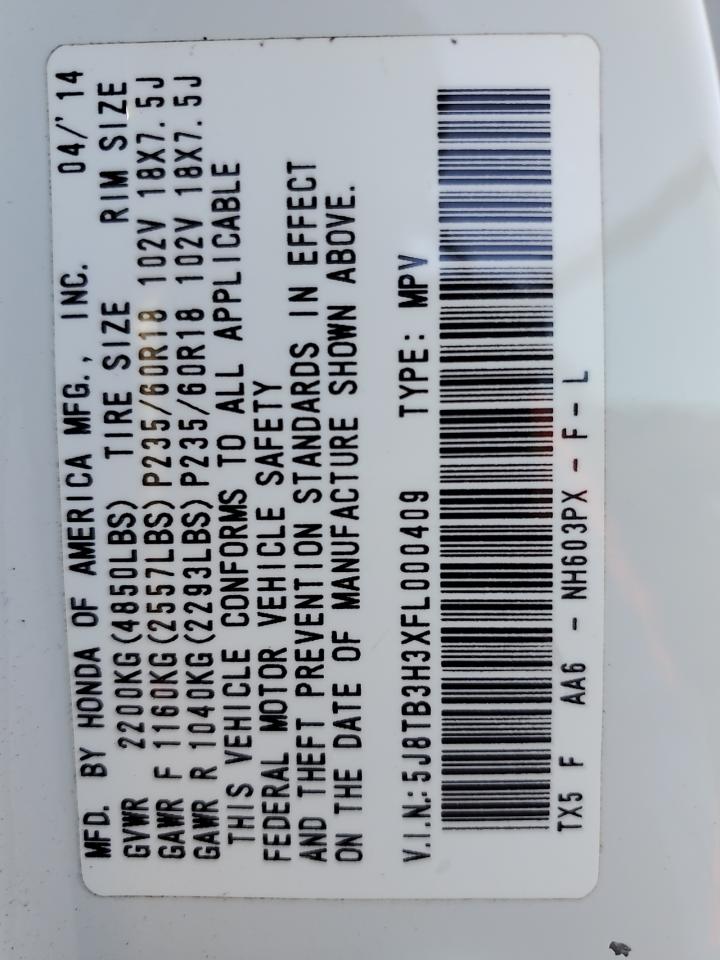 MFD. BY HONDA OF AMERICA MFG., INC. 04/'14
GVWR 2200KG(4850LBS) TIRE SIZE RIM SIZE
GAWR F 1160KG(2557LBS) P235/60R18 102V 18X7.5J
GAWR R 1040KG(2293LBS) P235/60R18 102V 18X7.5J
THIS VEHICLE CONFORMS TO ALL APPLICABLE
FEDERAL MOTOR VEHICLE SAFETY
AND THEFT PREVENTION STANDARDS IN EFFECT
ON THE DATE OF MANUFACTURE SHOWN ABOVE.
V.I.N.:5J8TB3H3XFL000409 TYPE: MPV
TX5 F AA6 - NH603PX - F - L